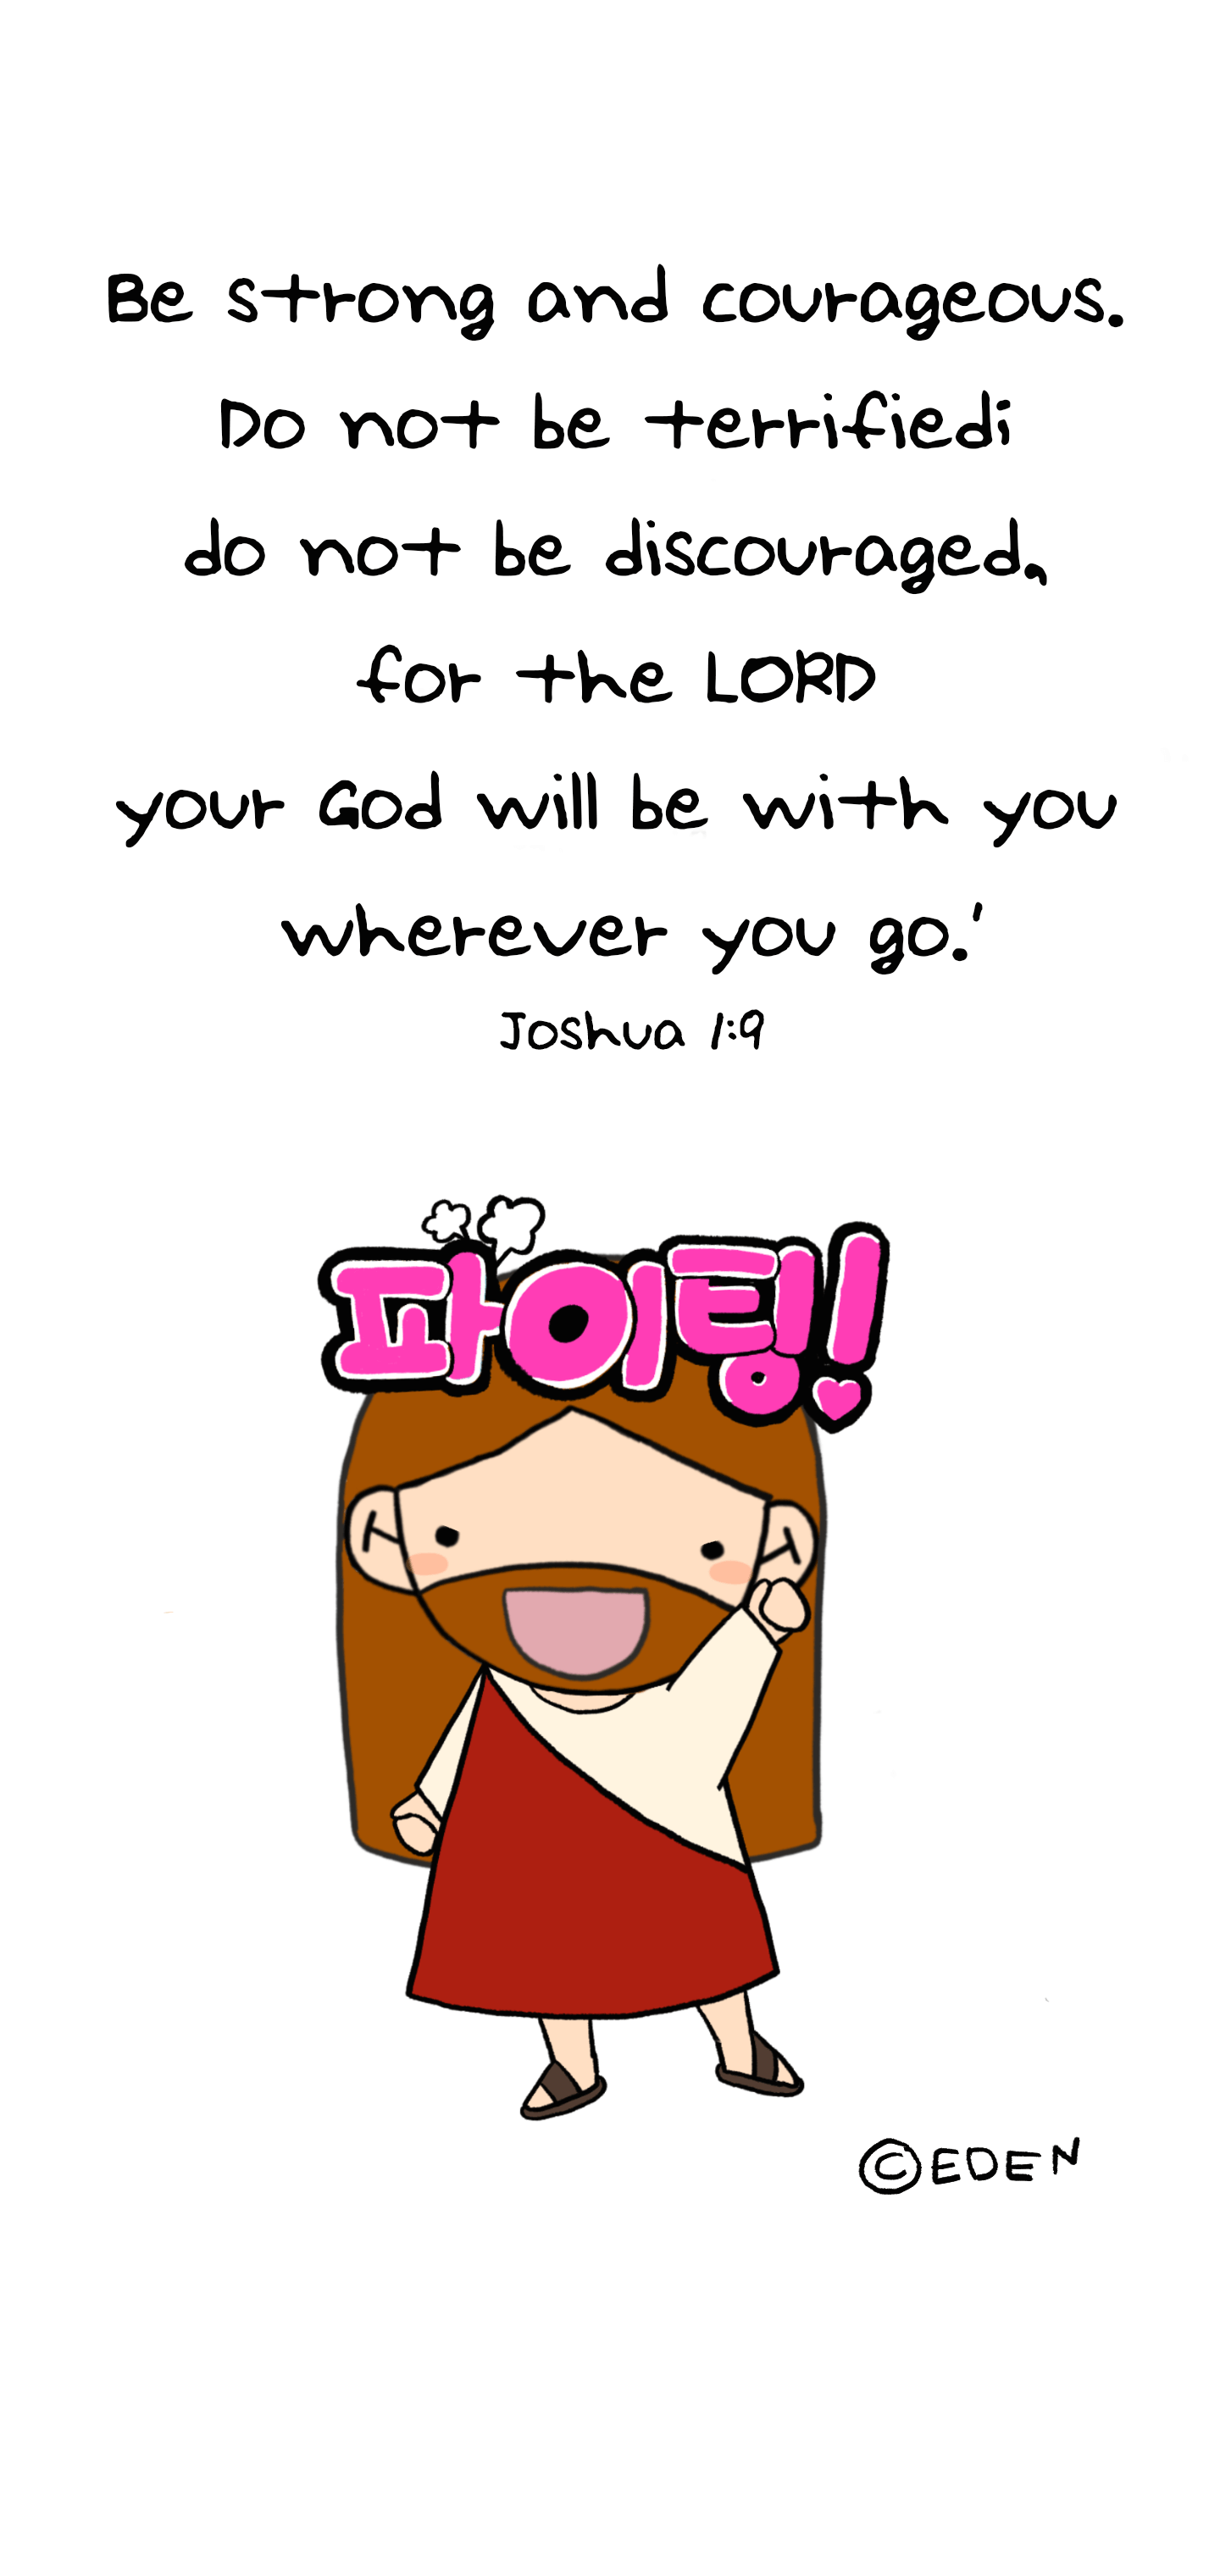 Be strong and courageous.
Do not be terrifiedi
do not be discouraged,
for the LORD
your God will be with you
wherever you go.'
Joshua 1:9
파이팅!
©EDEN